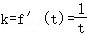 k=f′ (t)=1/t